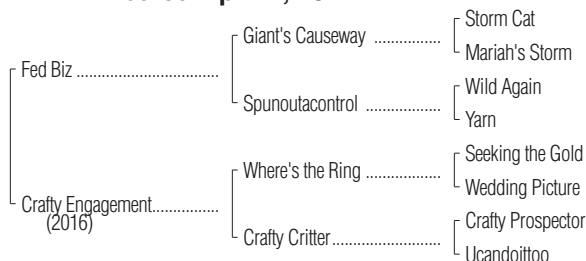 Storm Cat
Giant's Causeway ................
Mariah's Storm
Fed Biz .................................
Wild Again
Spunoutacontrol ..................
Yarn
Seeking the Gold
Where's the Ring ..................
Wedding Picture
Crafty Engagement...............
(2016)
Crafty Prospector
Crafty Critter..........................
Ucandoittoo